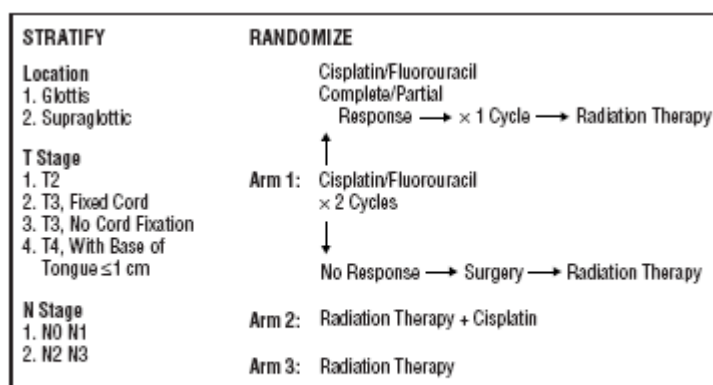 STRATIFY
Location
1. Glottis
2. Supraglottic
T Stage
1. T2
2. T3, Fixed Cord
3. T3, No Cord Fixation
4. T4, With Base of
Tongue ≤1 cm
N Stage
1. N0 N1
2. N2 N3
RANDOMIZE
Cisplatin/Fluorouracil
Complete/Partial
Response → × 1 Cycle → Radiation Therapy
Arm 1: Cisplatin/Fluorouracil
× 2 Cycles
No Response → Surgery → Radiation Therapy
Arm 2: Radiation Therapy + Cisplatin
Arm 3: Radiation Therapy